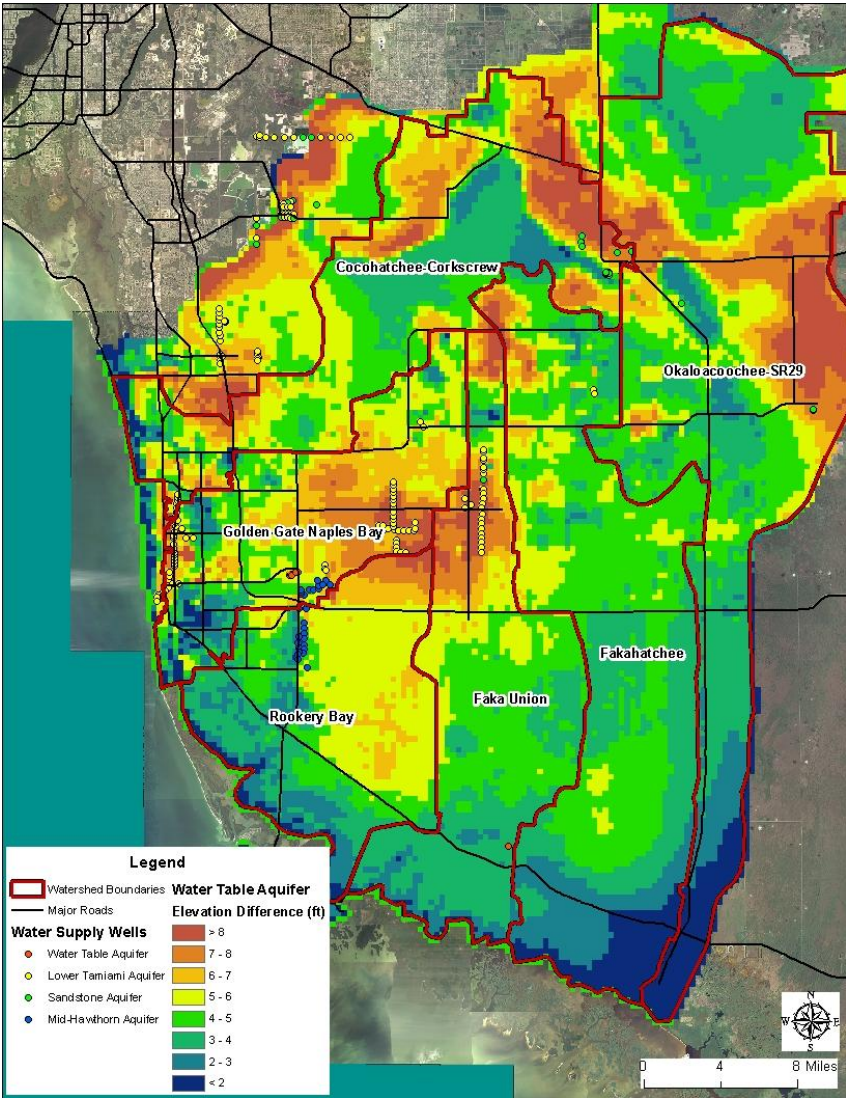 Cocohatchee-Corkscrew
Okaloacoochee-SR29
Golden Gate Naples Bay
Fakahatchee
Faka Union
Rookery Bay
Legend
Watershed Boundaries
Major Roads
Water Supply Wells
Water Table Aquifer
Lower Tamiami Aquifer
Sandstone Aquifer
Mid-Hawthorn Aquifer
Water Table Aquifer
Elevation Difference (ft)
> 8
7 - 8
6 - 7
5 - 6
4 - 5
3 - 4
2 - 3
< 2
N
W E
S
0 4 8 Miles